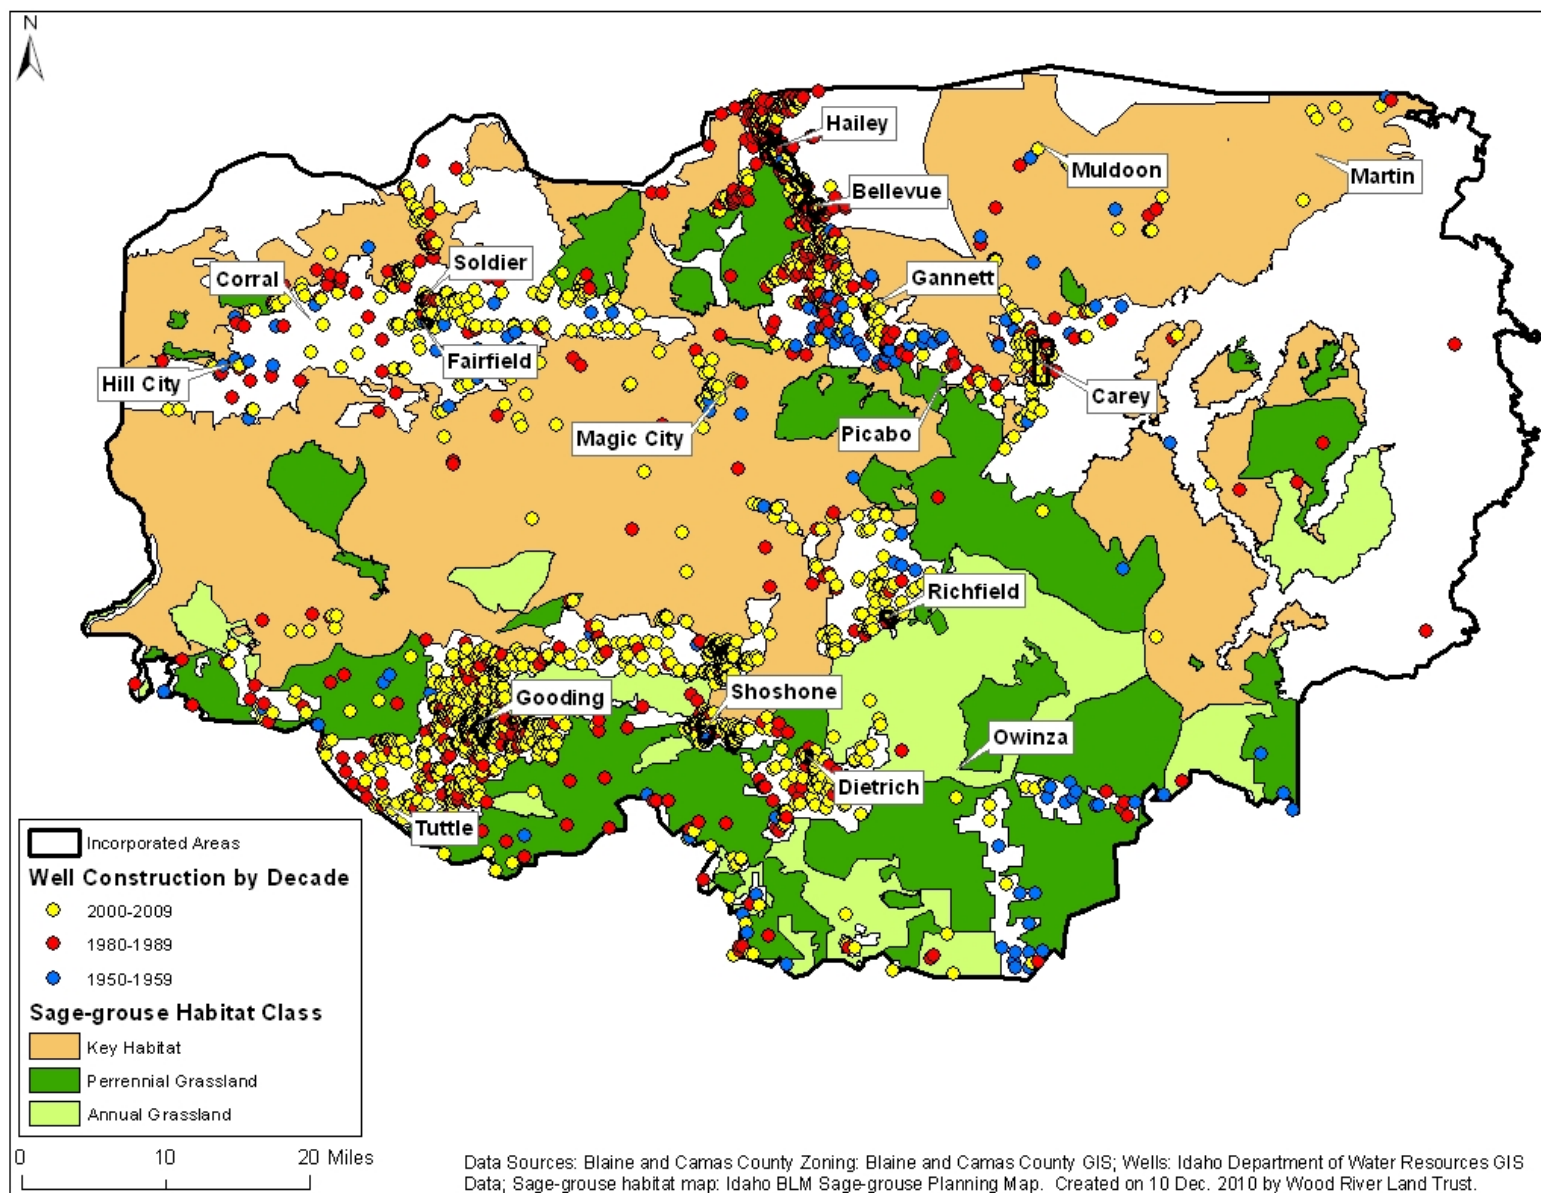 N
Hailey
Muldoon
Martin
Bellevue
Soldier
Corral
Gannett
Fairfield
Hill City
Carey
Magic City
Picabo
Richfield
Gooding
Shoshone
Owinza
Dietrich
Tuttle
Incorporated Areas
Well Construction by Decade
2000-2009
1980-1989
1950-1959
Sage-grouse Habitat Class
Key Habitat
Perrennial Grassland
Annual Grassland
0 10 20 Miles
Data Sources: Blaine and Camas County Zoning: Blaine and Camas County GIS; Wells: Idaho Department of Water Resources GIS
Data; Sage-grouse habitat map: Idaho BLM Sage-grouse Planning Map. Created on 10 Dec. 2010 by Wood River Land Trust.